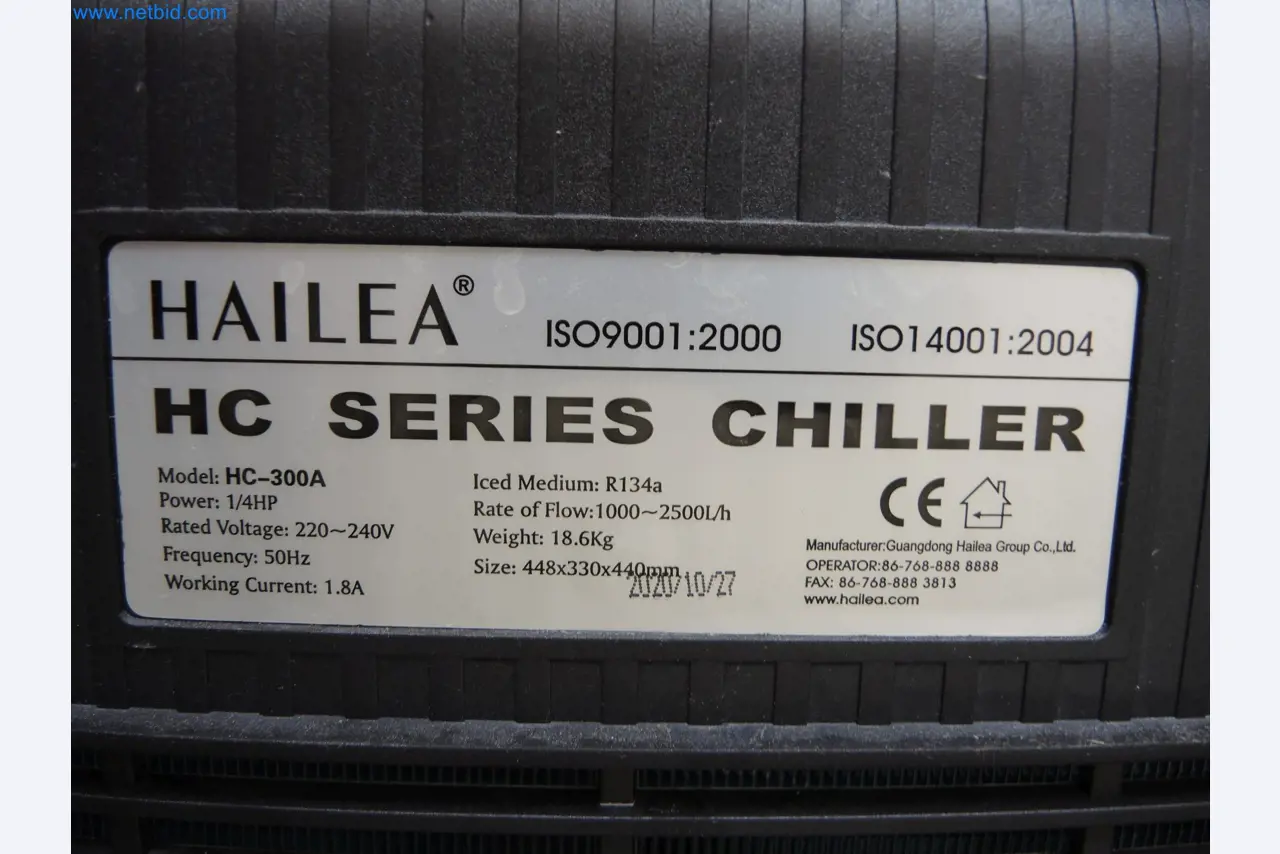 www.netbid.com
HAILEA®
ISO9001:2000 ISO14001:2004
HC SERIES CHILLER
Model: HC-300A
Power: 1/4HP
Rated Voltage: 220~240V
Frequency: 50Hz
Working Current: 1.8A
Iced Medium: R134a
Rate of Flow:1000~2500L/h
Weight: 18.6Kg
Size: 448x330x440mm
2020/10/27
CE
Manufacturer:Guangdong Hailea Group Co.,Ltd.
OPERATOR:86-768-888 8888
FAX: 86-768-888 3813
www.hailea.com